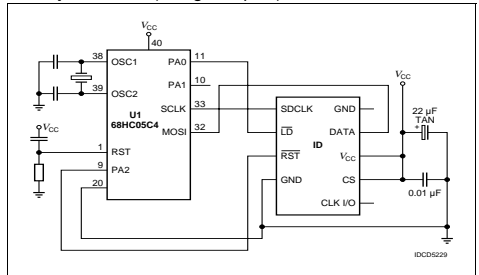 VCC
40
38
OSC1
PA0
11
PA1
10
39
OSC2
U1
68HC05C4
SCLK
33
MOSI
32
VCC
1
RST
9
PA2
20
SDCLK
GND
LD
DATA
ID
RST
VCC
GND
CS
CLK I/O
VCC
22 µF
TAN
+
0.01 µF
IDCD5229